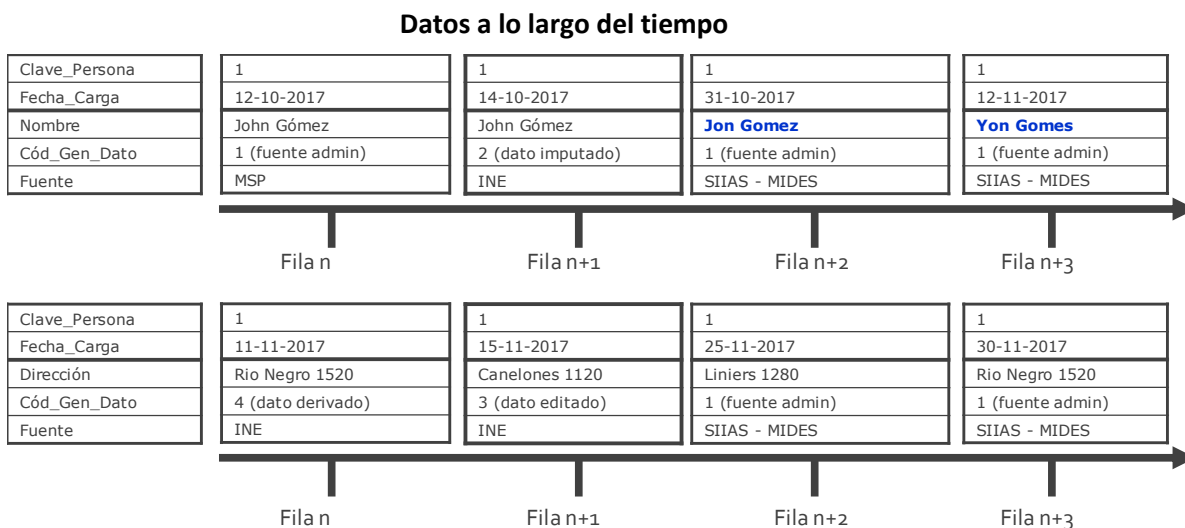 Datos a lo largo del tiempo
Clave_Persona 1 1 1 1
Fecha_Carga 12-10-2017 14-10-2017 31-10-2017 12-11-2017
Nombre John Gómez John Gómez Jon Gomez Yon Gomes
Cód_Gen_Dato 1 (fuente admin) 2 (dato imputado) 1 (fuente admin) 1 (fuente admin)
Fuente MSP INE SIIAS - MIDES SIIAS - MIDES
Fila n Fila n+1 Fila n+2 Fila n+3
Clave_Persona 1 1 1 1
Fecha_Carga 11-11-2017 15-11-2017 25-11-2017 30-11-2017
Dirección Rio Negro 1520 Canelones 1120 Liniers 1280 Rio Negro 1520
Cód_Gen_Dato 4 (dato derivado) 3 (dato editado) 1 (fuente admin) 1 (fuente admin)
Fuente INE INE SIIAS - MIDES SIIAS - MIDES
Fila n Fila n+1 Fila n+2 Fila n+3